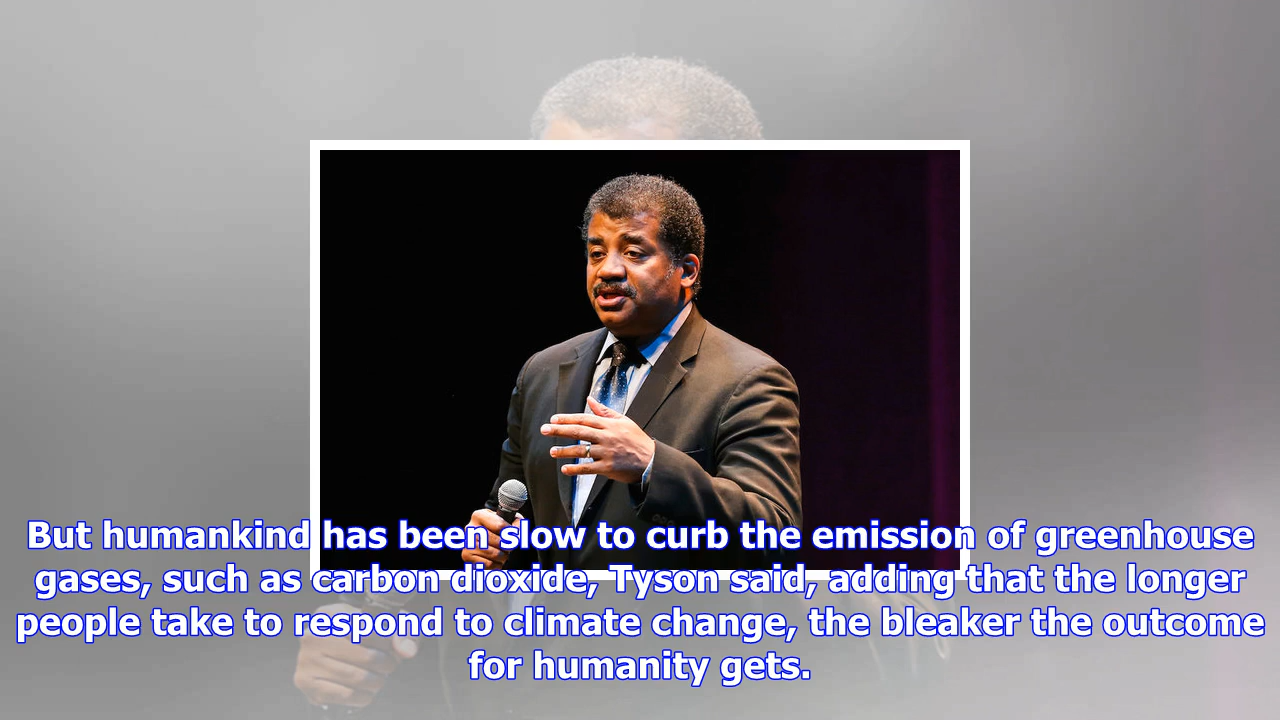 But humankind has been slow to curb the emission of greenhouse
gases, such as carbon dioxide, Tyson said, adding that the longer
people take to respond to climate change, the bleaker the outcome
for humanity gets.